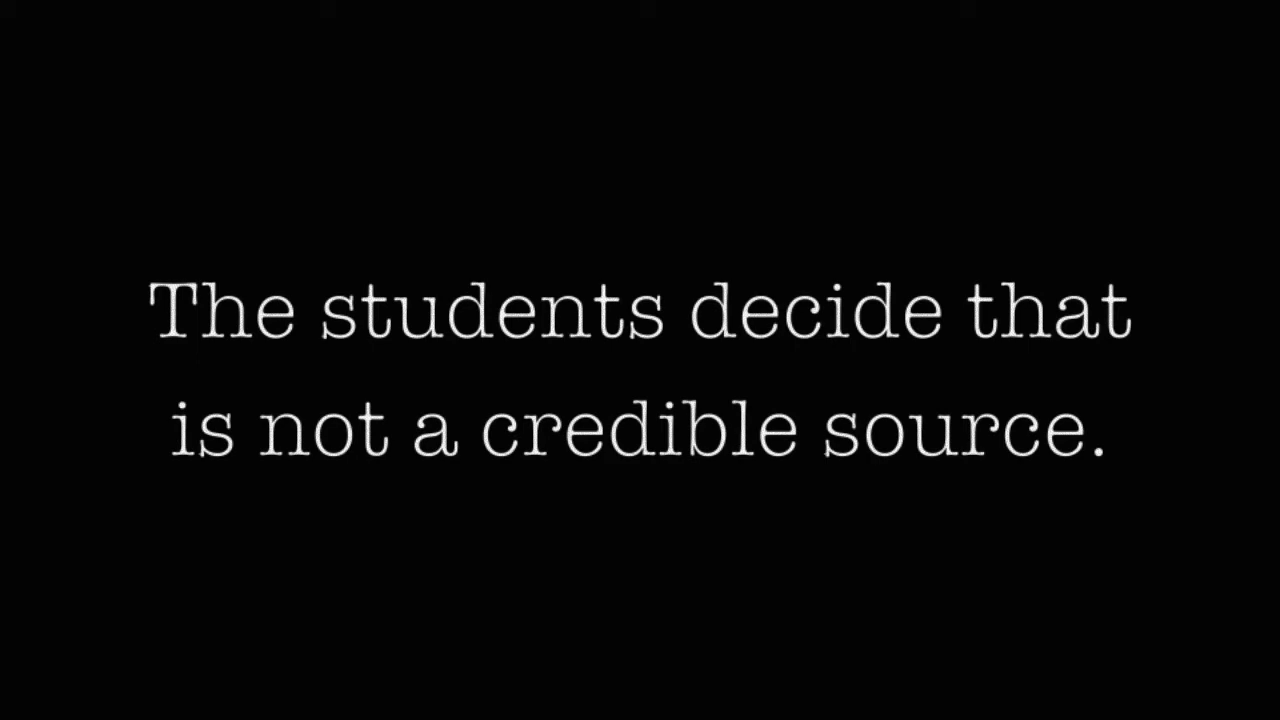 The students decide that
is not a credible source.